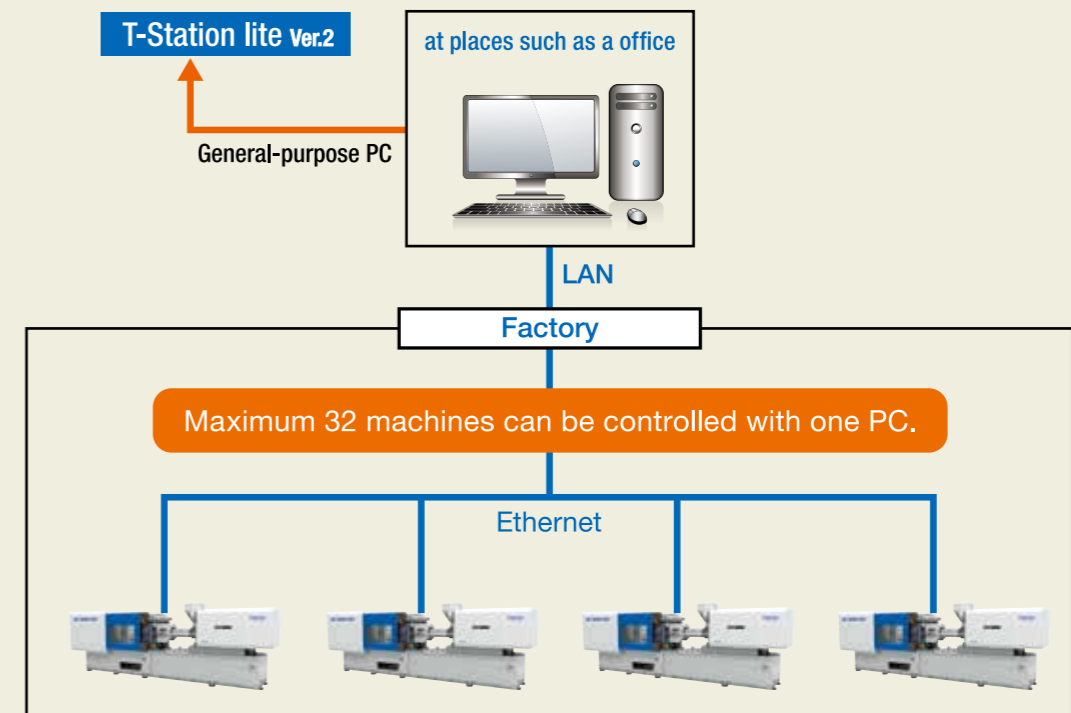 T-Station lite Ver.2
at places such as a office
General-purpose PC
LAN
Factory
Maximum 32 machines can be controlled with one PC.
Ethernet